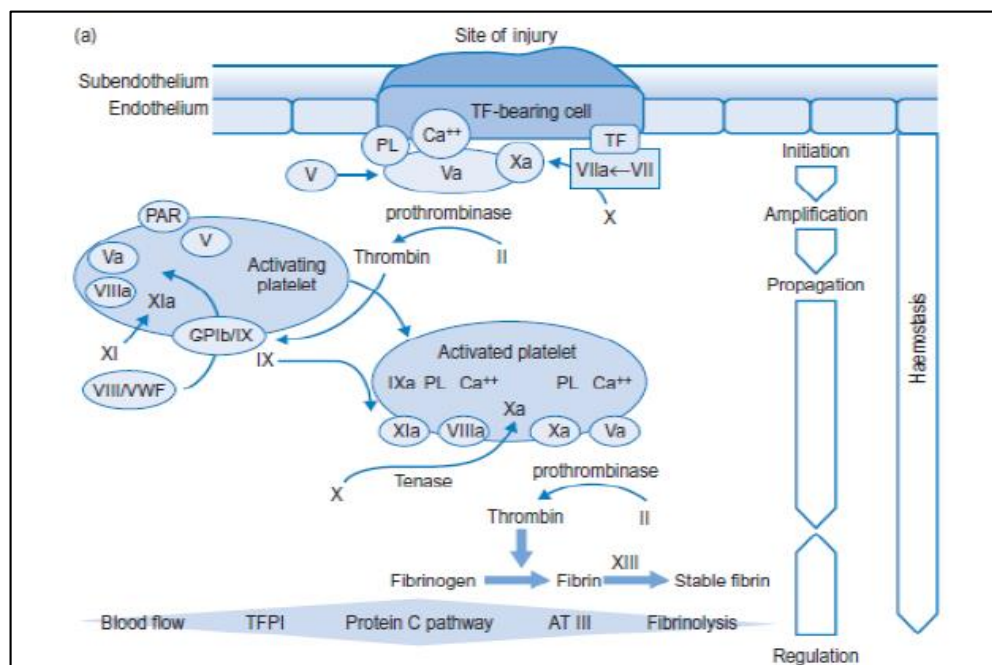 (a)
Site of injury
Subendothelium
Endothelium
TF-bearing cell
PL
Ca++
TF
V
Va
Xa
VIIa←VII
X
Initiation
prothrombinase
Amplification
PAR
V
Thrombin
II
Va
Activating
platelet
Propagation
VIIIa
XIa
GPIb/IX
XI
IX
VIII/VWF
Activated platelet
IXa PL Ca++ PL Ca++
Xa
XIa VIIIa Xa Va
X
Tenase
prothrombinase
Thrombin
II
XIII
Fibrinogen
Fibrin
Stable fibrin
Blood flow TFPI Protein C pathway AT III Fibrinolysis
Regulation
Haemostasis